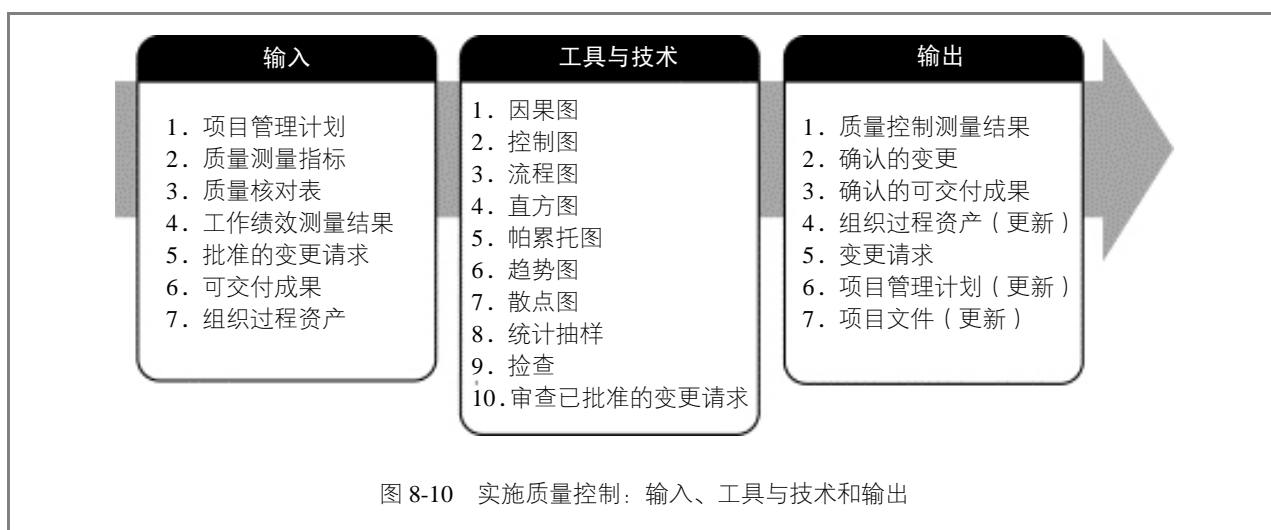 输入
1. 项目管理计划
2. 质量测量指标
3. 质量核对表
4. 工作绩效测量结果
5. 批准的变更请求
6. 可交付成果
7. 组织过程资产
工具与技术
1. 因果图
2. 控制图
3. 流程图
4. 直方图
5. 帕累托图
6. 趋势图
7. 散点图
8. 统计抽样
9. 捡查
10. 审查已批准的变更请求
输出
1. 质量控制测量结果
2. 确认的变更
3. 确认的可交付成果
4. 组织过程资产（更新）
5. 变更请求
6. 项目管理计划（更新）
7. 项目文件（更新）
图 8-10 实施质量控制：输入、工具与技术和输出